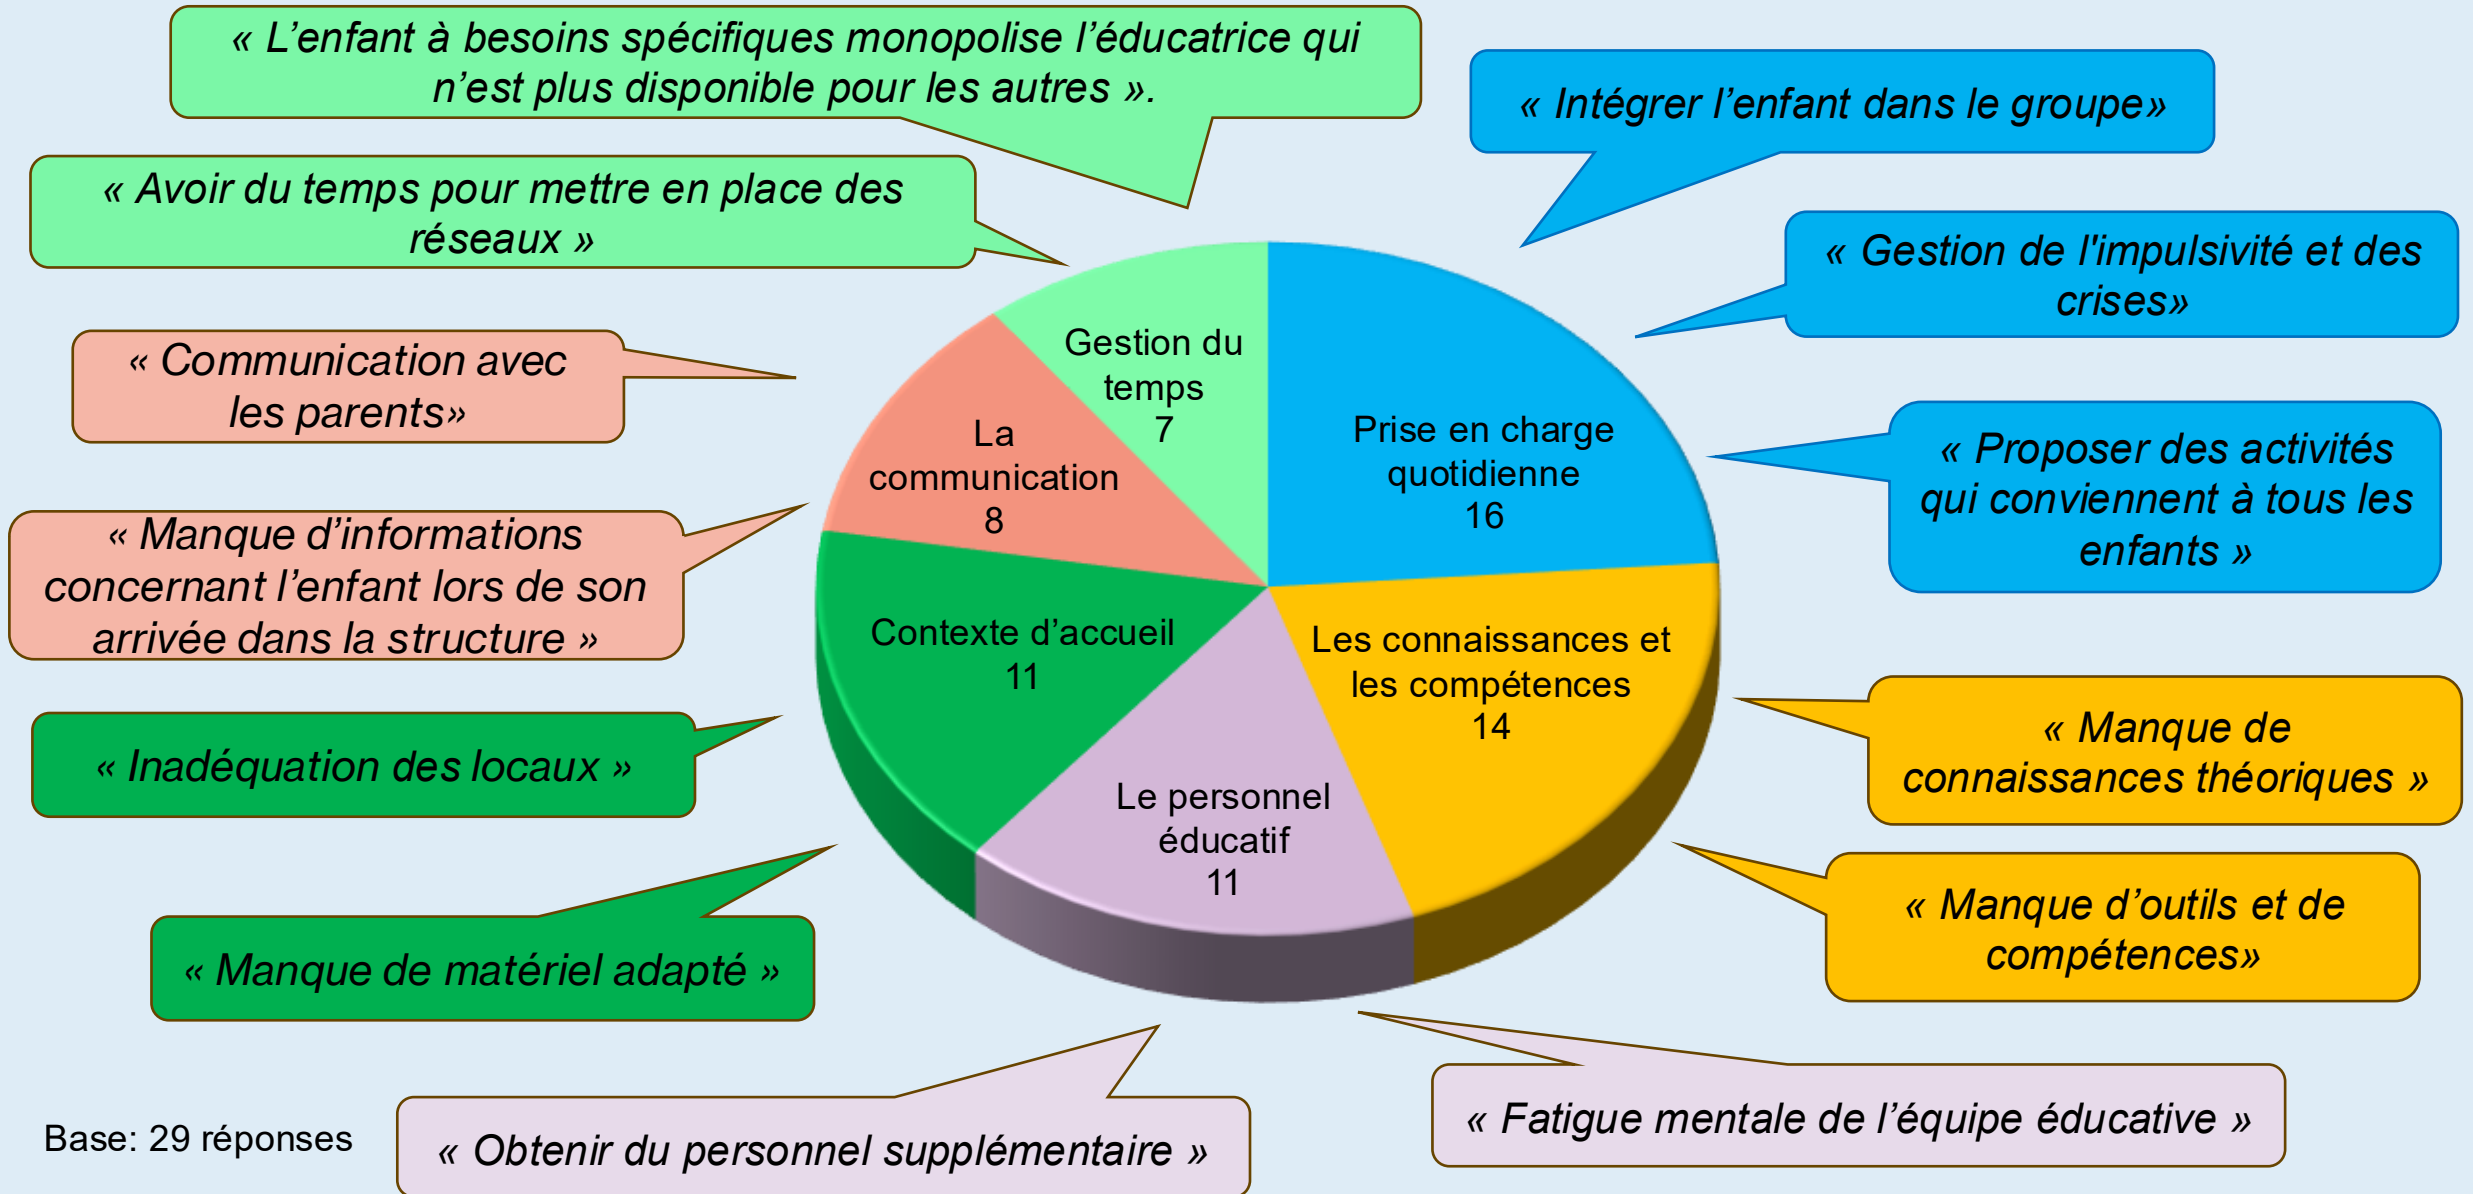 « L’enfant à besoins spécifiques monopolise l’éducatrice qui
n’est plus disponible pour les autres ».
« Intégrer l’enfant dans le groupe»
« Avoir du temps pour mettre en place des
réseaux »
« Gestion de l'impulsivité et des
crises»
« Communication avec
les parents»
Gestion du
temps
7
La
communication
8
Prise en charge
quotidienne
16
« Proposer des activités
qui conviennent à tous les
enfants »
« Manque d’informations
concernant l’enfant lors de son
arrivée dans la structure »
Contexte d’accueil
11
Les connaissances et
les compétences
14
« Inadéquation des locaux »
« Manque de
connaissances théoriques »
Le personnel
éducatif
11
« Manque de matériel adapté »
« Manque d’outils et de
compétences»
Base: 29 réponses
« Obtenir du personnel supplémentaire »
« Fatigue mentale de l’équipe éducative »